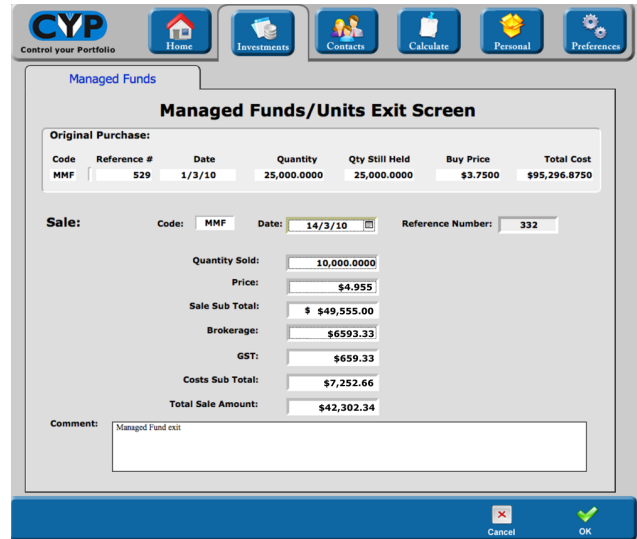 CYP
Control your Portfolio
Home
Investments
Contacts
Calculate
Personal
Preferences
Managed Funds
Managed Funds/Units Exit Screen
Original Purchase:
Code Reference # Date Quantity Qty Still Held Buy Price Total Cost
MMF 529 1/3/10 25,000.0000 25,000.0000 $3.7500 $95,296.8750
Sale: Code: MMF Date: 14/3/10 Reference Number: 332
Quantity Sold: 10,000.0000
Price: $4.955
Sale Sub Total: $ $49,555.00
Brokerage: $6593.33
GST: $659.33
Costs Sub Total: $7,252.66
Total Sale Amount: $42,302.34
Comment: Managed Fund exit
Cancel OK